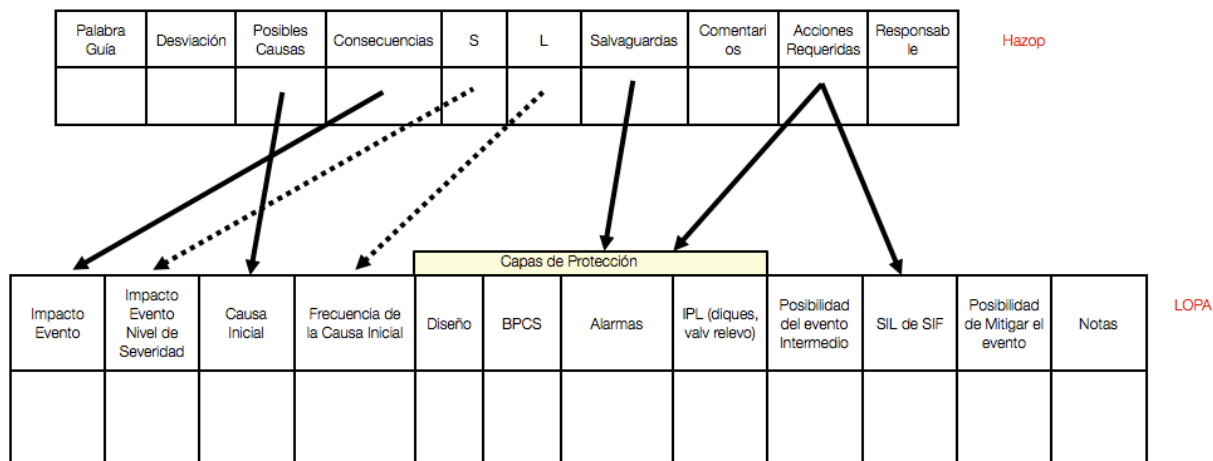 Palabra
Guía
Desviación
Posibles
Causas
Consecuencias
S
L
Salvaguardas
Comentari
os
Acciones
Requeridas
Responsab
le
Hazop
Capas de Protección
Impacto
Evento
Impacto
Evento
Nivel de
Severidad
Causa
Inicial
Frecuencia de
la Causa Inicial
Diseño
BPCS
Alarmas
IPL (diques,
valv relevo)
Posibilidad
del evento
Intermedio
SIL de SIF
Posibilidad
de Mitigar el
evento
Notas
LOPA